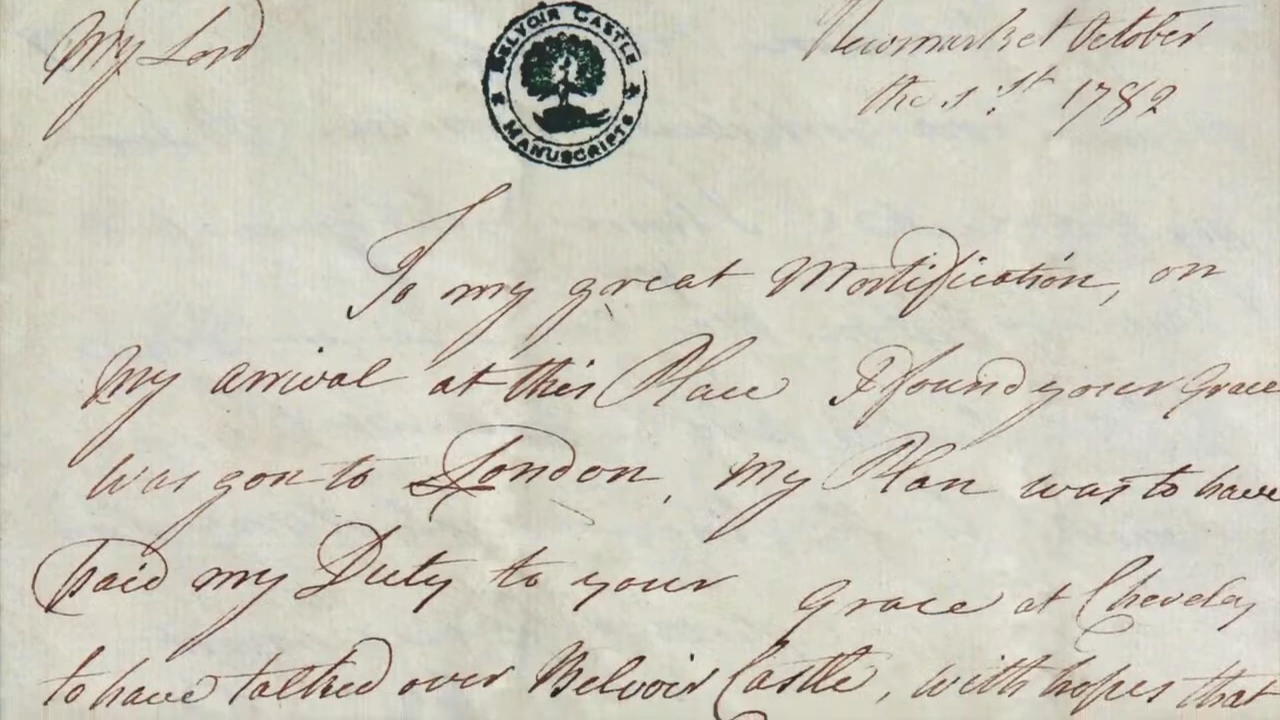 My Lord
BELVOIR CASTLE
MANUSCRIPTS
Newmarket October
the 1st 1782
To my great Mortification, on
my arrival at this Place I found your Grace
was gon to London, my Plan was to have
paid my Duty to your Grace at Cheveley
to have talked over Belvoir Castle, with hopes that